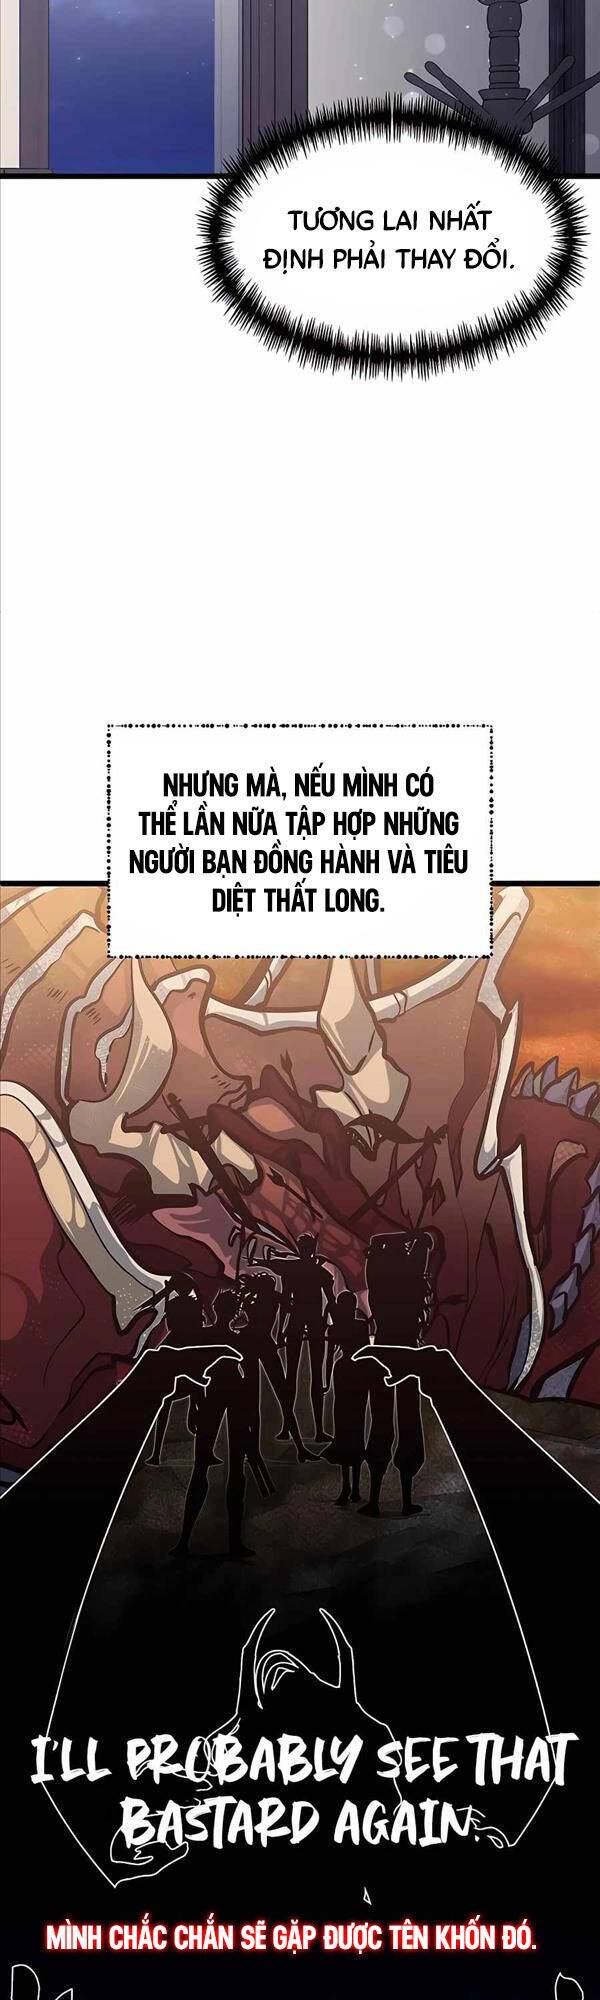 TƯƠNG LAI NHẤT
ĐỊNH PHẢI THAY ĐỔI.
NHƯNG MÀ, NẾU MÌNH CÓ
THỂ LẦN NỮA TẬP HỢP NHỮNG
NGƯỜI BẠN ĐỒNG HÀNH VÀ TIÊU
DIỆT THẤT LONG.
I'LL PROBABLY SEE THAT
BASTARD AGAIN.
MÌNH CHẮC CHẮN SẼ GẶP ĐƯỢC TÊN KHỐN ĐÓ.